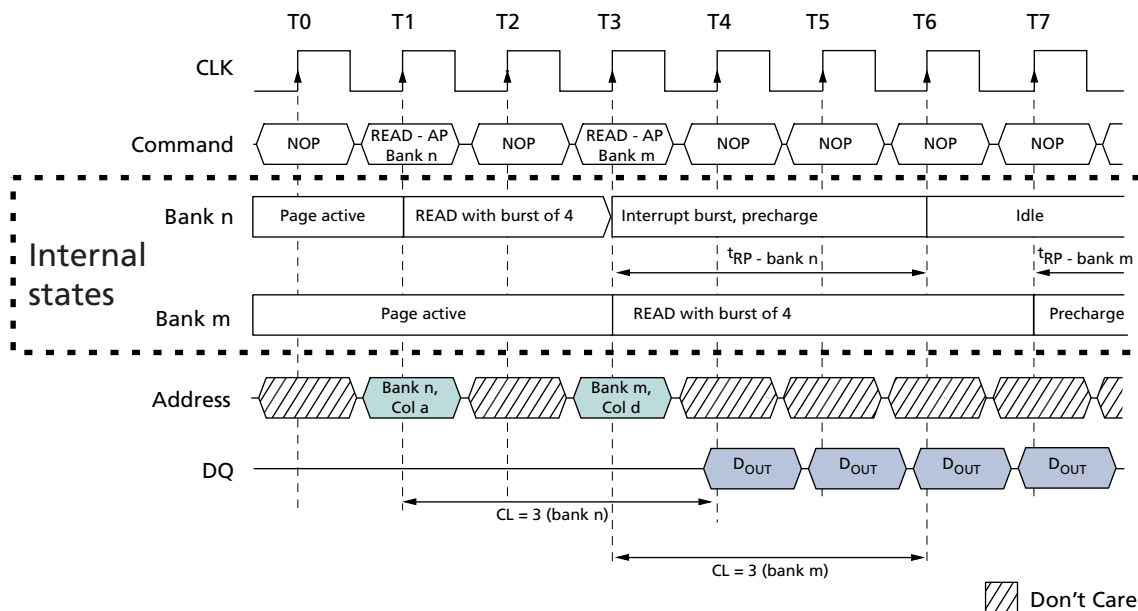 T0 T1 T2 T3 T4 T5 T6 T7
CLK
Command NOP READ - AP NOP READ - AP NOP NOP NOP NOP
Bank n Bank m
Bank n Page active READ with burst of 4 Interrupt burst, precharge Idle
Internal
states
tRP - bank n tRP - bank m
Bank m Page active READ with burst of 4 Precharge
Address Bank n, Bank m,
Col a Col d
DQ DOUT DOUT DOUT DOUT
CL = 3 (bank n)
CL = 3 (bank m)
Don't Care